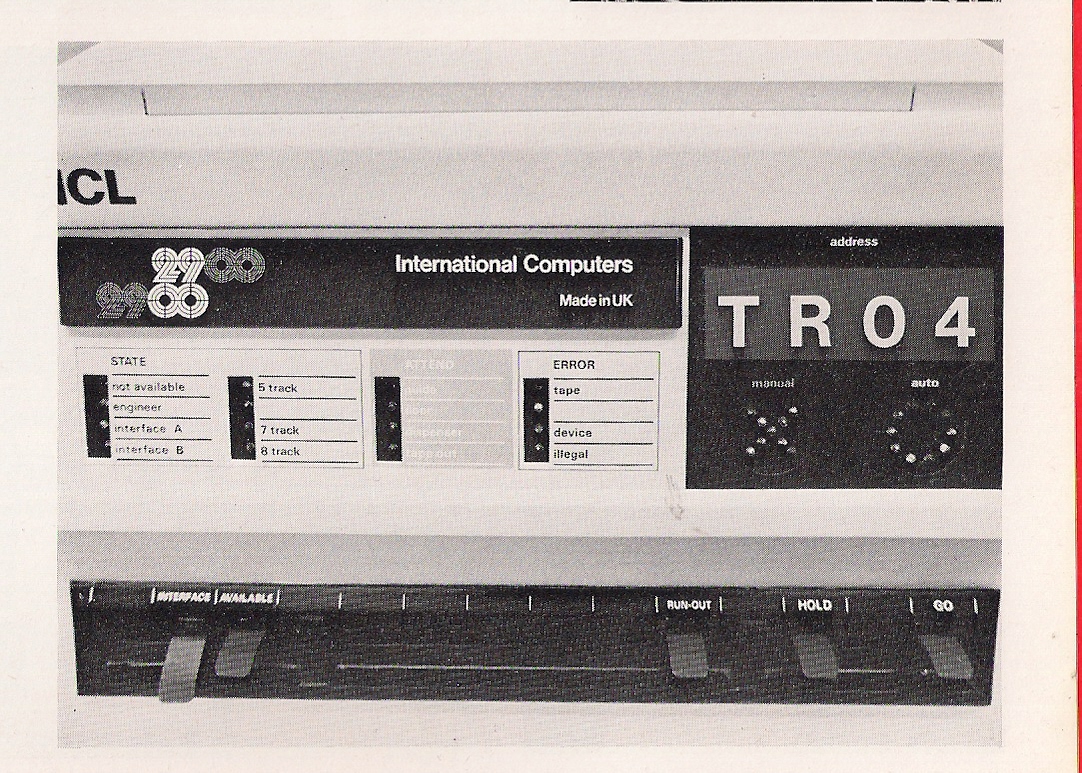 ICL
2900
2900
International Computers
Made in UK
address
TR04
manual
auto
STATE
not available
engineer
interface A
interface B
5 track
7 track
8 track
ATTEND
ERROR
tape
device
illegal
INTERFACE
AVAILABLE
RUN-OUT
HOLD
GO